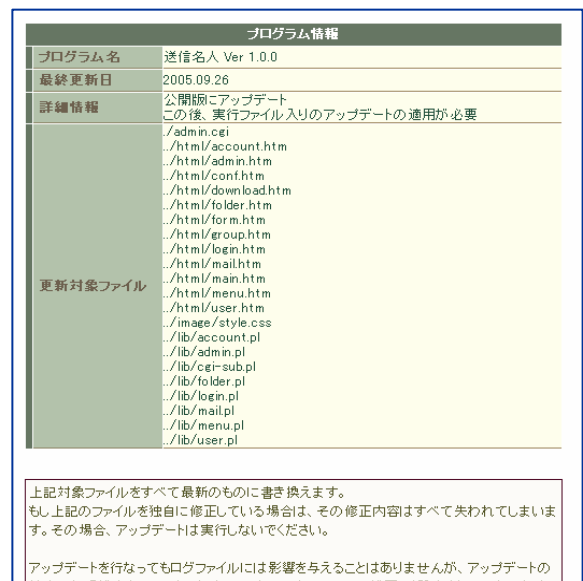 プログラム情報
プログラム名 送信名人 Ver 1.0.0
最終更新日 2005.09.26
詳細情報 公開版にアップデート
この後、実行ファイル入りのアップデートの適用が必要
更新対象ファイル
./admin.cgi
../html/account.htm
../html/admin.htm
../html/conf.htm
../html/download.htm
../html/folder.htm
../html/form.htm
../html/group.htm
../html/login.htm
../html/mail.htm
../html/main.htm
../html/menu.htm
../html/user.htm
../image/style.css
../lib/account.pl
../lib/admin.pl
../lib/cgi-sub.pl
../lib/folder.pl
../lib/login.pl
../lib/mail.pl
../lib/menu.pl
../lib/user.pl
上記対象ファイルをすべて最新のものに書き換えます。
もし上記のファイルを独自に修正している場合は、その修正内容はすべて失われてしまいま
す。その場合、アップデートは実行しないでください。
アップデートを行なってもログファイルには影響を与えることはありませんが、アップデートの